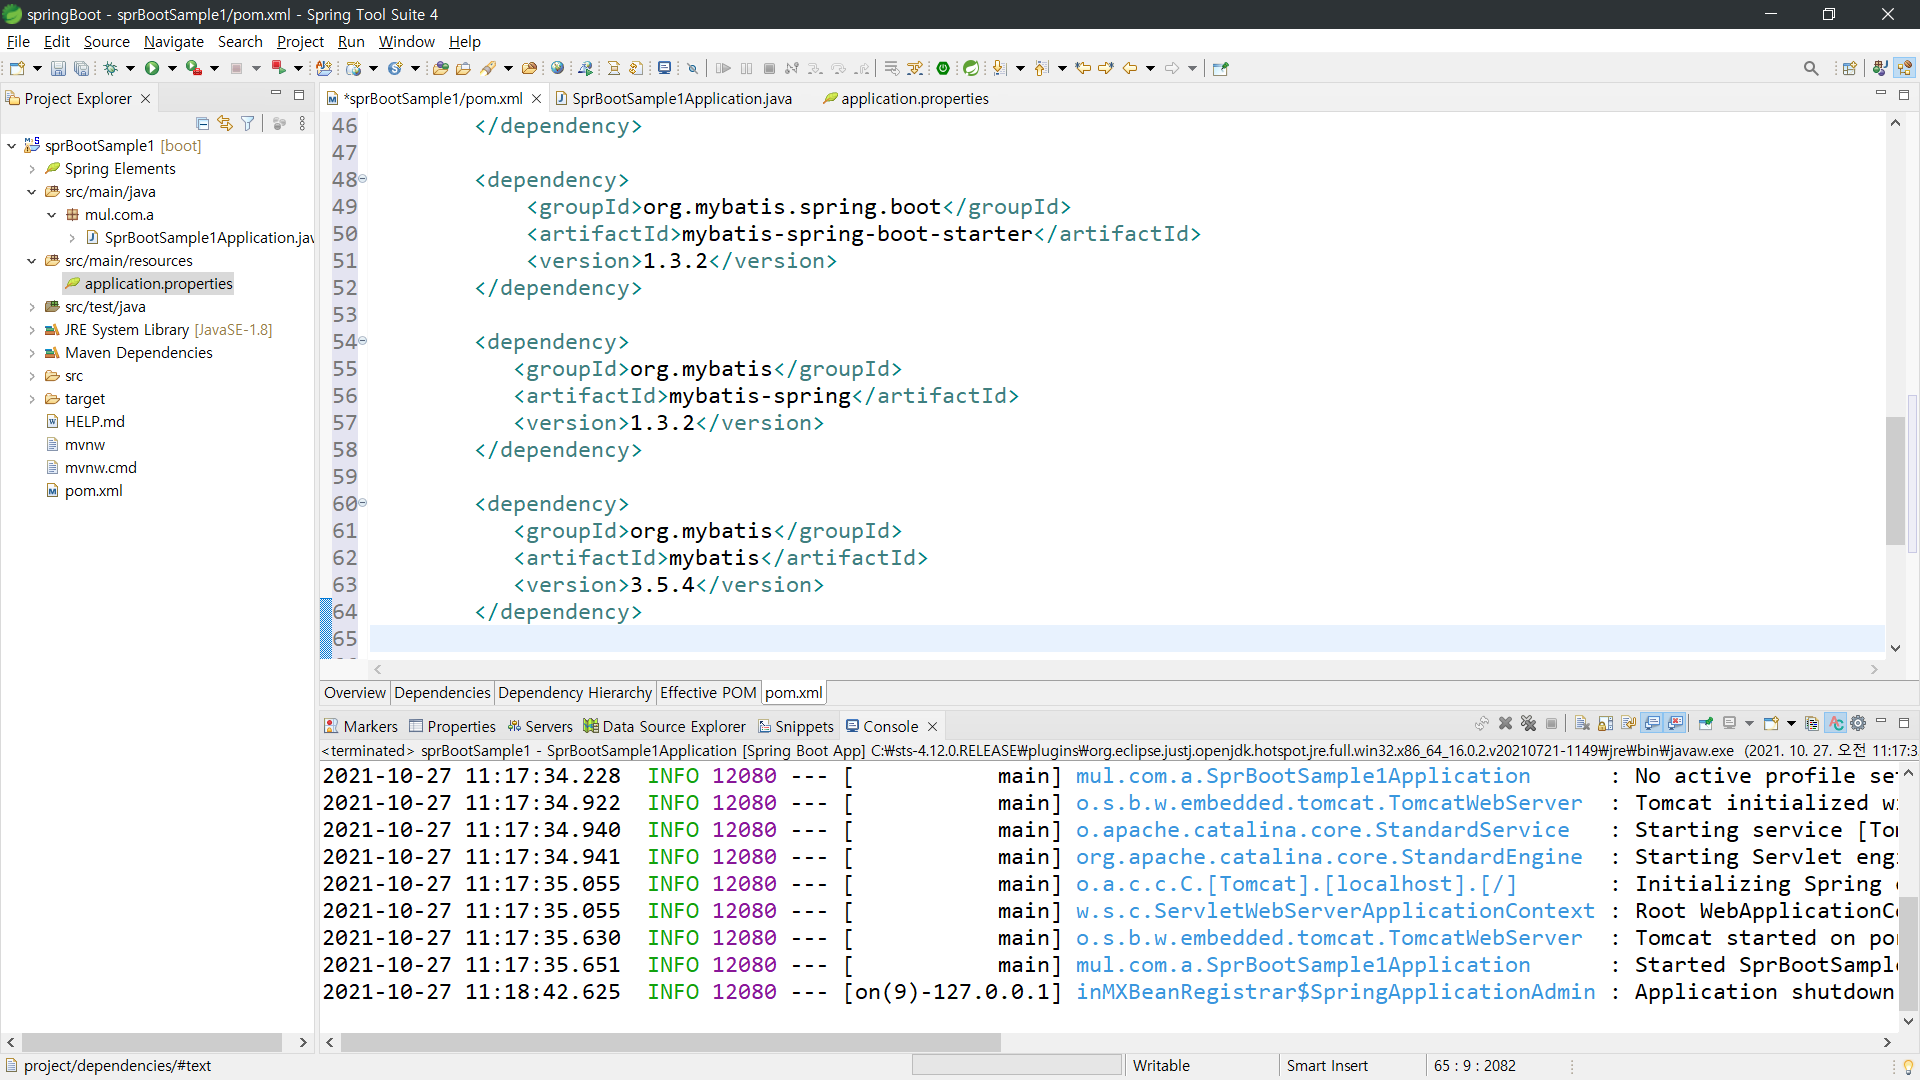 springBoot - sprBootSample1/pom.xml - Spring Tool Suite 4
File Edit Source Navigate Search Project Run Window Help
Project Explorer
*sprBootSample1/pom.xml SprBootSample1Application.java application.properties
sprBootSample1 [boot]
Spring Elements
src/main/java
mul.com.a
SprBootSample1Application.jav
src/main/resources
application.properties
src/test/java
JRE System Library [JavaSE-1.8]
Maven Dependencies
src
target
HELP.md
mvnw
mvnw.cmd
pom.xml
46 </dependency>
47
48 <dependency>
49 <groupId>org.mybatis.spring.boot</groupId>
50 <artifactId>mybatis-spring-boot-starter</artifactId>
51 <version>1.3.2</version>
52 </dependency>
53
54 <dependency>
55 <groupId>org.mybatis</groupId>
56 <artifactId>mybatis-spring</artifactId>
57 <version>1.3.2</version>
58 </dependency>
59
60 <dependency>
61 <groupId>org.mybatis</groupId>
62 <artifactId>mybatis</artifactId>
63 <version>3.5.4</version>
64 </dependency>
65
Overview Dependencies Dependency Hierarchy Effective POM pom.xml
Markers Properties Servers Data Source Explorer Snippets Console
<terminated> sprBootSample1 - SprBootSample1Application [Spring Boot App] C:₩sts-4.12.0.RELEASE₩plugins₩org.eclipse.justj.openjdk.hotspot.jre.full.win32.x86_64_16.0.2.v20210721-1149₩jre₩bin₩javaw.exe (2021. 10. 27. 오전 11:17:3
2021-10-27 11:17:34.228 INFO 12080 --- [ main] mul.com.a.SprBootSample1Application : No active profile se
2021-10-27 11:17:34.922 INFO 12080 --- [ main] o.s.b.w.embedded.tomcat.TomcatWebServer : Tomcat initialized w
2021-10-27 11:17:34.940 INFO 12080 --- [ main] o.apache.catalina.core.StandardService : Starting service [Tom
2021-10-27 11:17:34.941 INFO 12080 --- [ main] org.apache.catalina.core.StandardEngine : Starting Servlet eng
2021-10-27 11:17:35.055 INFO 12080 --- [ main] o.a.c.c.C.[Tomcat].[localhost].[/] : Initializing Spring
2021-10-27 11:17:35.055 INFO 12080 --- [ main] w.s.c.ServletWebServerApplicationContext : Root WebApplicationCo
2021-10-27 11:17:35.630 INFO 12080 --- [ main] o.s.b.w.embedded.tomcat.TomcatWebServer : Tomcat started on po
2021-10-27 11:17:35.651 INFO 12080 --- [ main] mul.com.a.SprBootSample1Application : Started SprBootSampl
2021-10-27 11:18:42.625 INFO 12080 --- [on(9)-127.0.0.1] inMXBeanRegistrar$SpringApplicationAdmin : Application shutdown
project/dependencies/#text
Writable
Smart Insert
65 : 9 : 2082